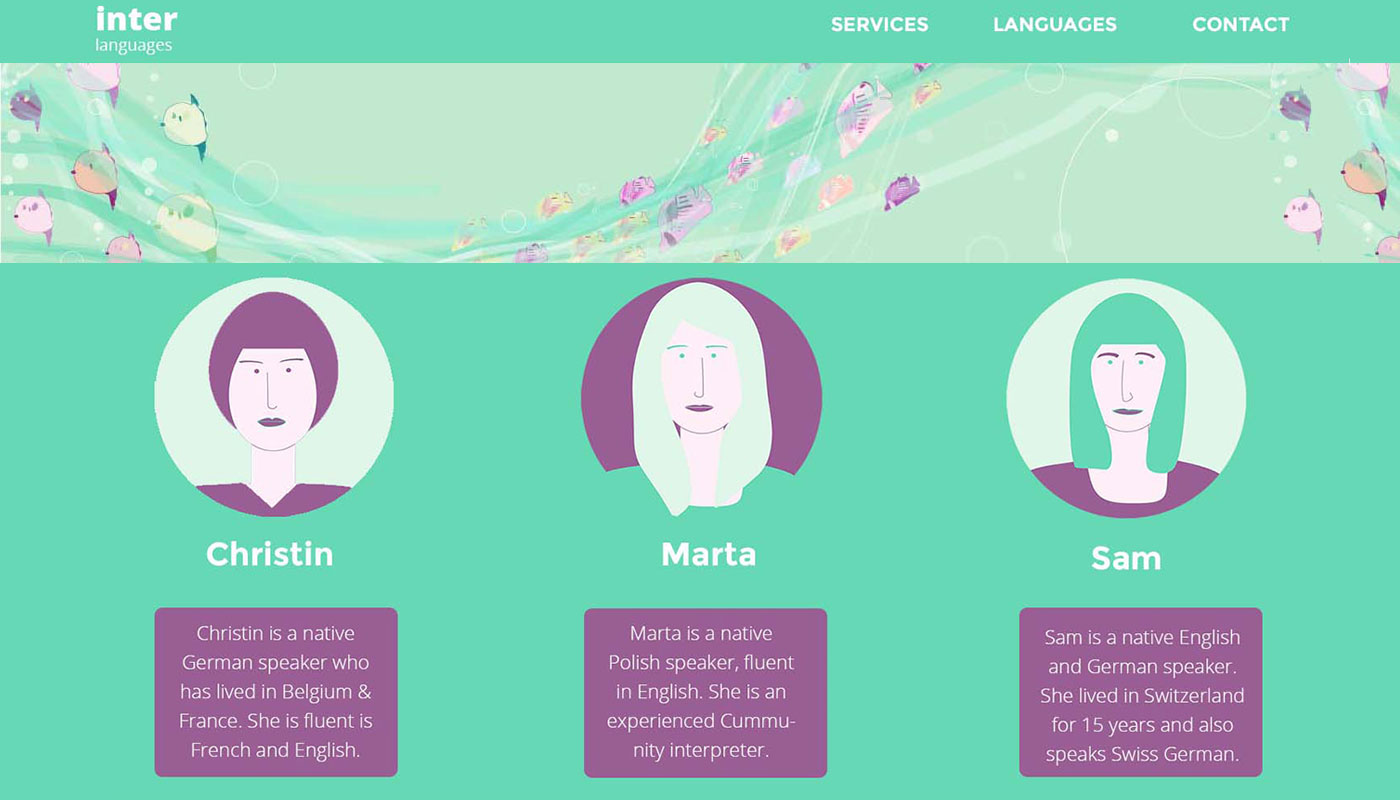 inter
languages
SERVICES LANGUAGES CONTACT
Christin
Christin is a native
German speaker who
has lived in Belgium &
France. She is fluent is
French and English.
Marta
Marta is a native
Polish speaker, fluent
in English. She is an
experienced Cummu-
nity interpreter.
Sam
Sam is a native English
and German speaker.
She lived in Switzerland
for 15 years and also
speaks Swiss German.